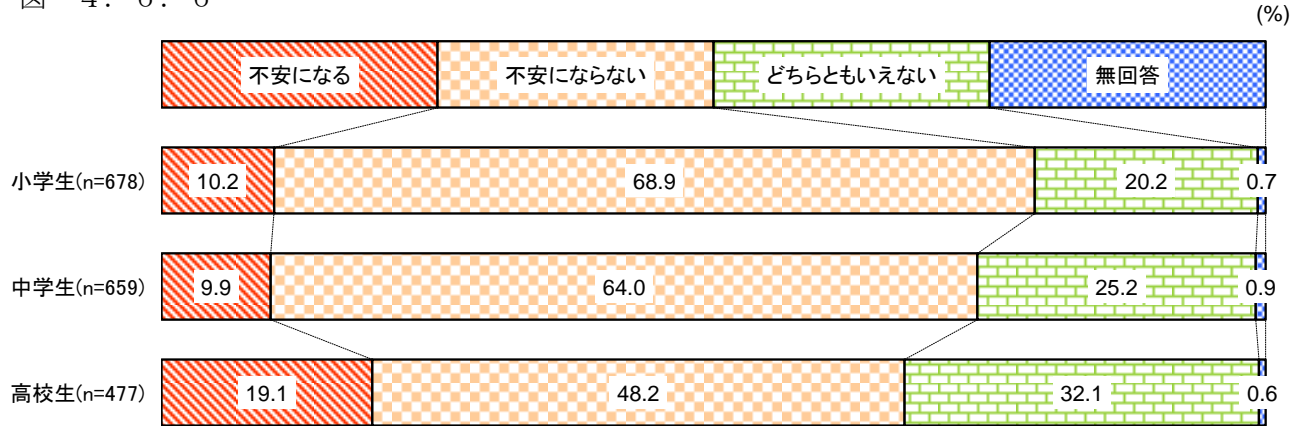 (%)
不安になる 不安にならない どちらともいえない 無回答
小学生(n=678) 10.2 68.9 20.2 0.7
中学生(n=659) 9.9 64.0 25.2 0.9
高校生(n=477) 19.1 48.2 32.1 0.6